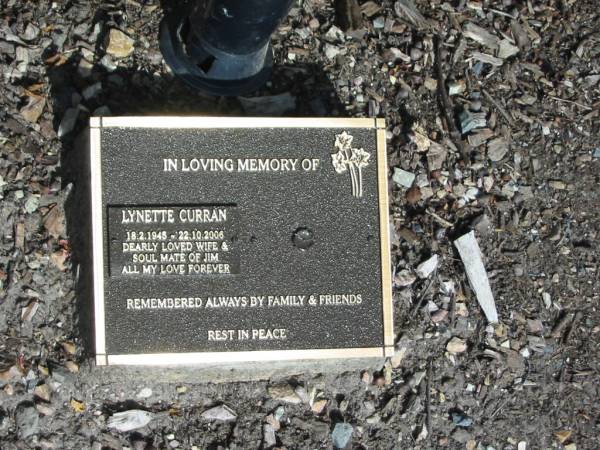 IN LOVING MEMORY OF
LYNETTE CURRAN
18.2.1945 - 22.10.2006
DEARLY LOVED WIFE &
SOUL MATE OF JIM
ALL MY LOVE FOREVER
REMEMBERED ALWAYS BY FAMILY & FRIENDS
REST IN PEACE